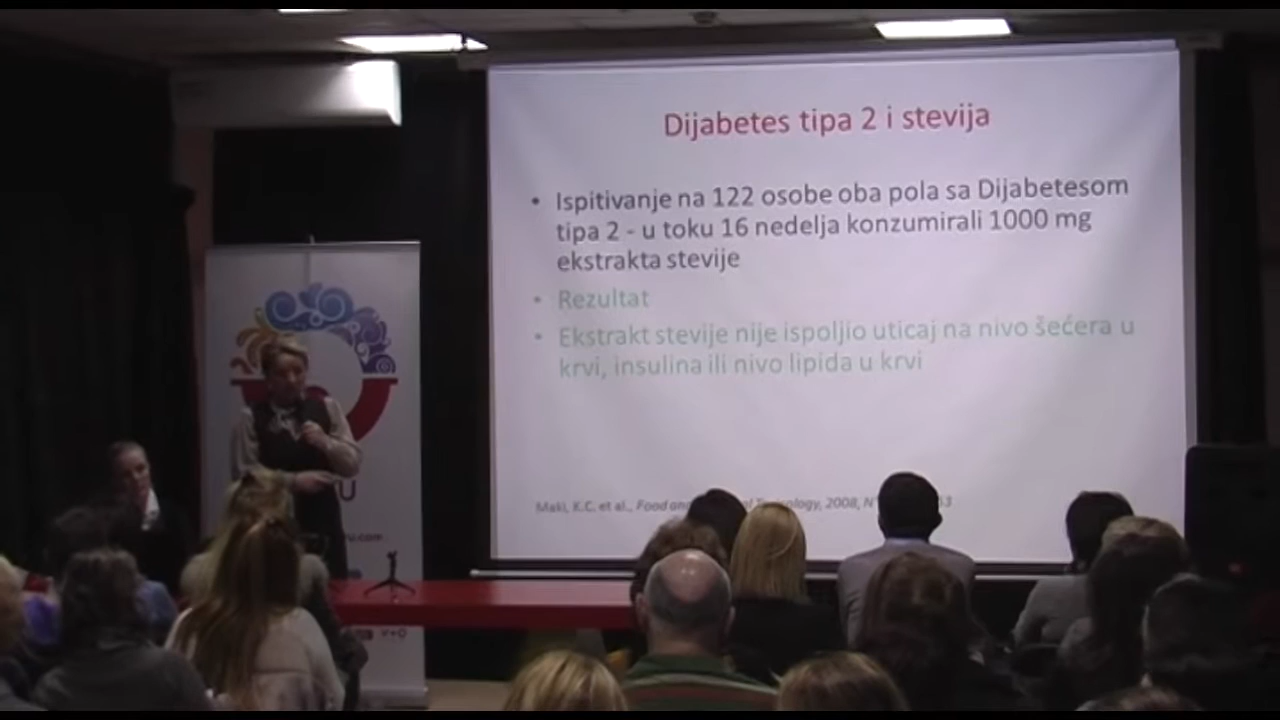 Dijabetes tipa 2 i stevija
• Ispitivanje na 122 osobe oba pola sa Dijabetesom
tipa 2 - u toku 16 nedelja konzumirali 1000 mg
ekstrakta stevije
• Rezultat
• Ekstrakt stevije nije ispoljio uticaj na nivo šećera u
krvi, insulina ili nivo lipida u krvi
Maki, K.C. et al., Food 2008,